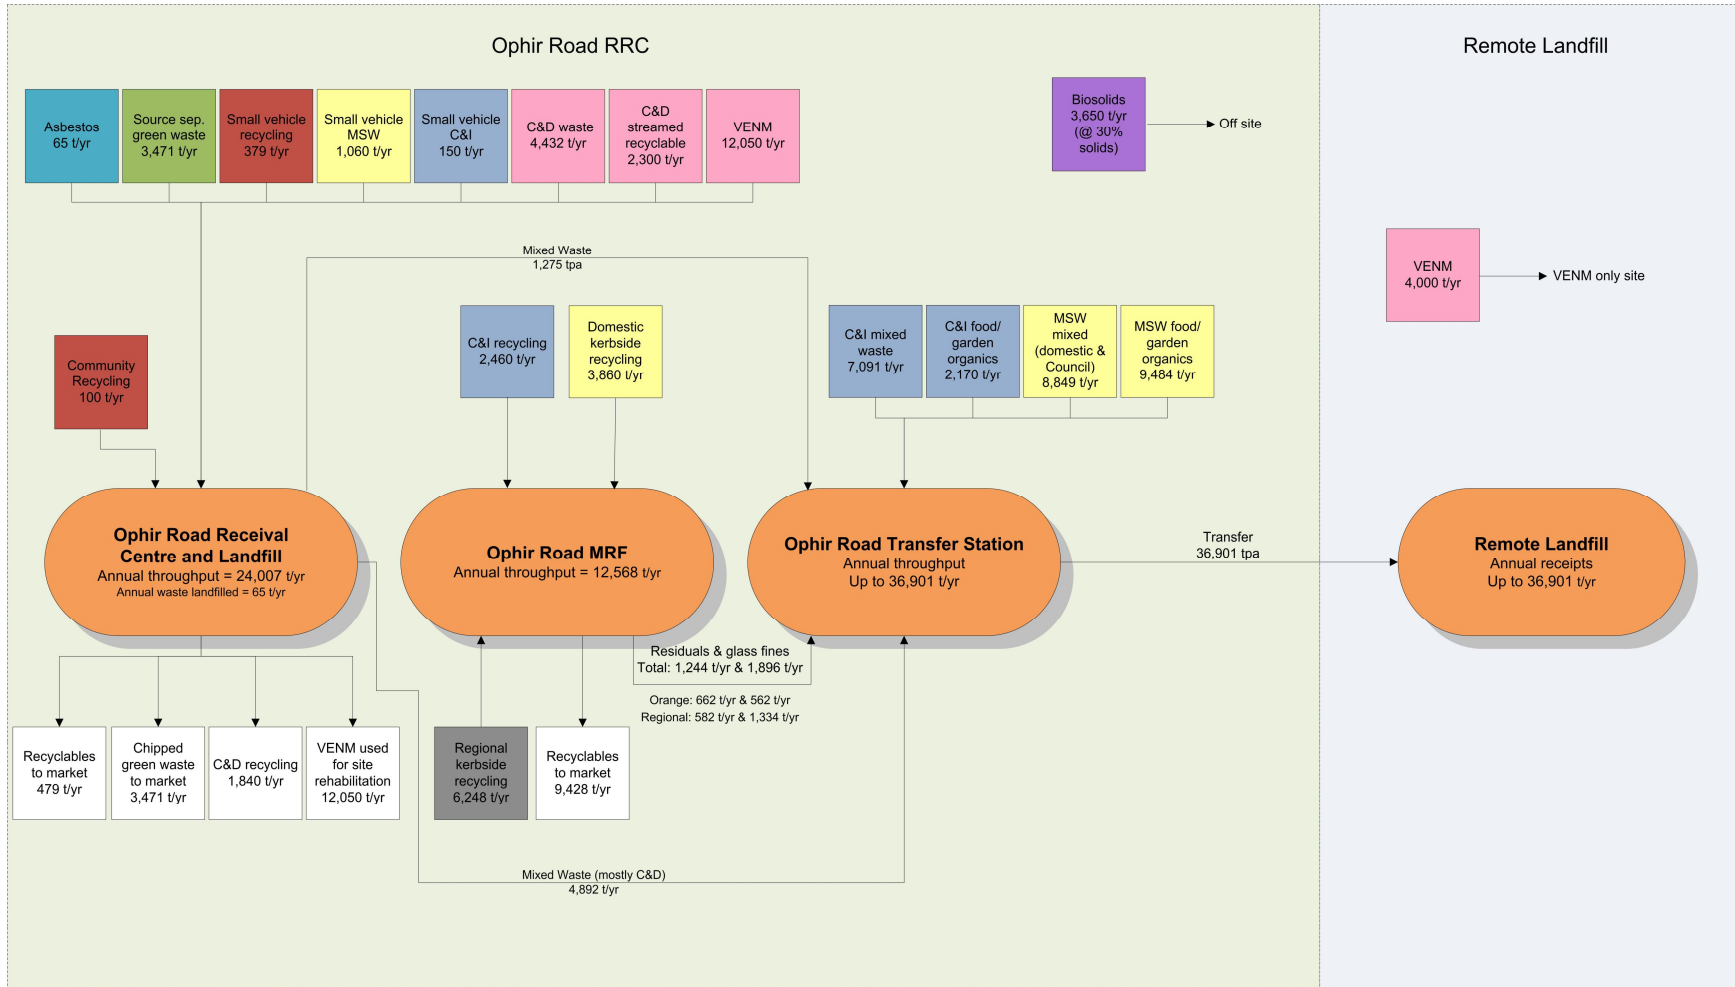 Ophir Road RRC
Remote Landfill
Asbestos
65 t/yr
Source sep.
green waste
3,471 t/yr
Small vehicle
recycling
379 t/yr
Small vehicle
MSW
1,060 t/yr
Small vehicle
C&I
150 t/yr
C&D waste
4,432 t/yr
C&D
streamed
recyclable
2,300 t/yr
VENM
12,050 t/yr
Biosolids
3,650 t/yr
(@ 30%
solids)
Off site
VENM
4,000 t/yr
VENM only site
Mixed Waste
1,275 tpa
Community
Recycling
100 t/yr
C&I recycling
2,460 t/yr
Domestic
kerbside
recycling
3,860 t/yr
C&I mixed
waste
7,091 t/yr
C&I food/
garden
organics
2,170 t/yr
MSW
mixed
(domestic &
Council)
8,849 t/yr
MSW food/
garden
organics
9,484 t/yr
Ophir Road Receival
Centre and Landfill
Annual throughput = 24,007 t/yr
Annual waste landfilled = 65 t/yr
Ophir Road MRF
Annual throughput = 12,568 t/yr
Ophir Road Transfer Station
Annual throughput
Up to 36,901 t/yr
Transfer
36,901 tpa
Remote Landfill
Annual receipts
Up to 36,901 t/yr
Residuals & glass fines
Total: 1,244 t/yr & 1,896 t/yr
Orange: 662 t/yr & 562 t/yr
Regional: 582 t/yr & 1,334 t/yr
Recyclables
to market
479 t/yr
Chipped
green waste
to market
3,471 t/yr
C&D recycling
1,840 t/yr
VENM used
for site
rehabilitation
12,050 t/yr
Regional
kerbside
recycling
6,248 t/yr
Recyclables
to market
9,428 t/yr
Mixed Waste (mostly C&D)
4,892 t/yr